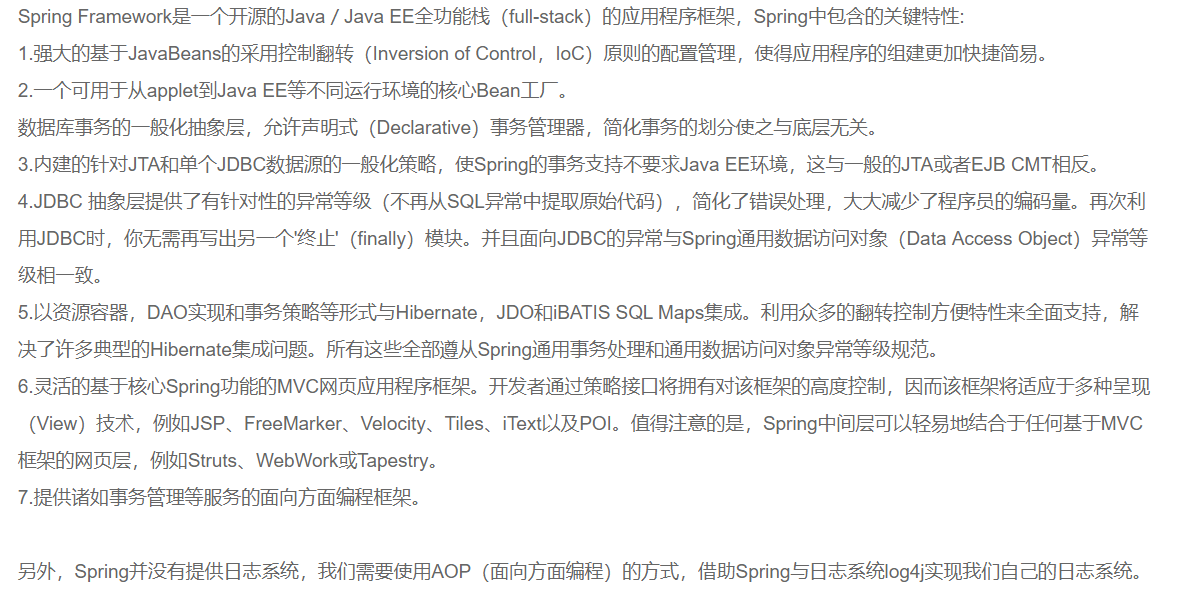 Spring Framework是一个开源的Java／Java EE全功能栈（full-stack）的应用程序框架，Spring中包含的关键特性:
1.强大的基于JavaBeans的采用控制翻转（Inversion of Control，IoC）原则的配置管理，使得应用程序的组建更加快捷简易。
2.一个可用于从applet到Java EE等不同运行环境的核心Bean工厂。
数据库事务的一般化抽象层，允许声明式（Declarative）事务管理器，简化事务的划分使之与底层无关。
3.内建的针对JTA和单个JDBC数据源的一般化策略，使Spring的事务支持不要求Java EE环境，这与一般的JTA或者EJB CMT相反。
4.JDBC 抽象层提供了有针对性的异常等级（不再从SQL异常中提取原始代码），简化了错误处理，大大减少了程序员的编码量。再次利
用JDBC时，你无需再写出另一个'终止'（finally）模块。并且面向JDBC的异常与Spring通用数据访问对象（Data Access Object）异常等
级相一致。
5.以资源容器，DAO实现和事务策略等形式与Hibernate，JDO和iBATIS SQL Maps集成。利用众多的翻转控制方便特性来全面支持，解
决了许多典型的Hibernate集成问题。所有这些全部遵从Spring通用事务处理和通用数据访问对象异常等级规范。
6.灵活的基于核心Spring功能的MVC网页应用程序框架。开发者通过策略接口将拥有对该框架的高度控制，因而该框架将适应于多种呈现
（View）技术，例如JSP、FreeMarker、Velocity、Tiles、iText以及POI。值得注意的是，Spring中间层可以轻易地结合于任何基于MVC
框架的网页层，例如Struts、WebWork或Tapestry。
7.提供诸如事务管理等服务的面向方面编程框架。
另外，Spring并没有提供日志系统，我们需要使用AOP（面向方面编程）的方式，借助Spring与日志系统log4j实现我们自己的日志系统。